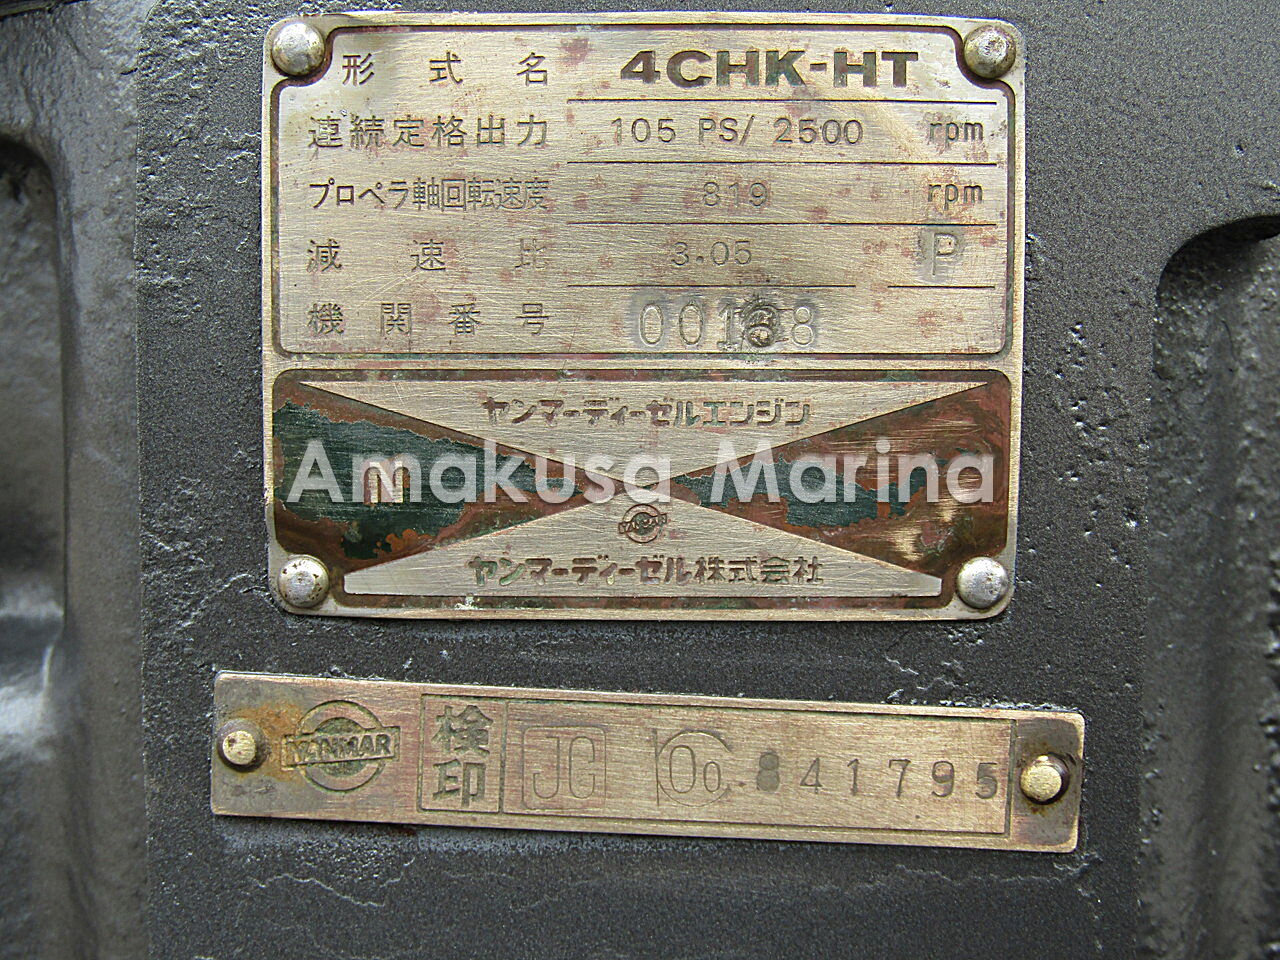 形式名 4CHK-HT
連続定格出力 105 PS/ 2500 rpm
プロペラ軸回転速度 819 rpm
減速比 3.05 P
機関番号
ヤンマーディーゼルエンジン
Amakusa Marina
YANMAR
ヤンマーディーゼル株式会社
YANMAR 検印 JC 841795